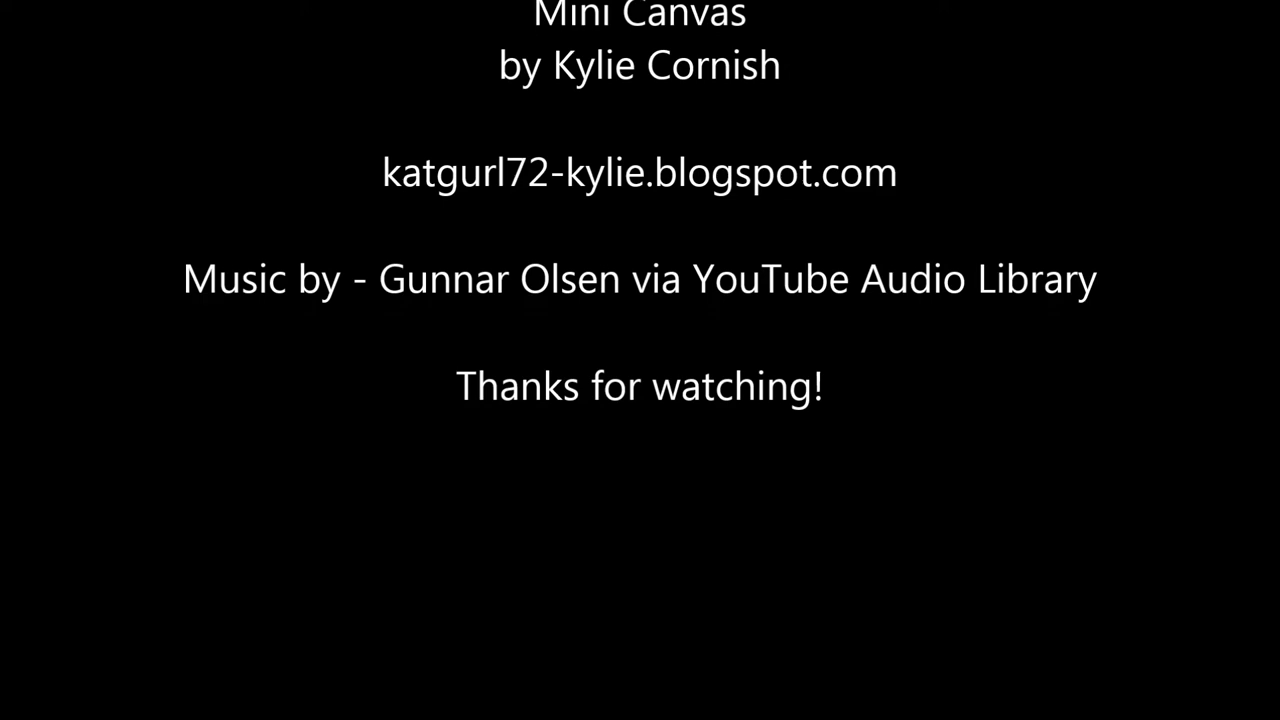 Mini Canvas
by Kylie Cornish
katgurl72-kylie.blogspot.com
Music by - Gunnar Olsen via YouTube Audio Library
Thanks for watching!